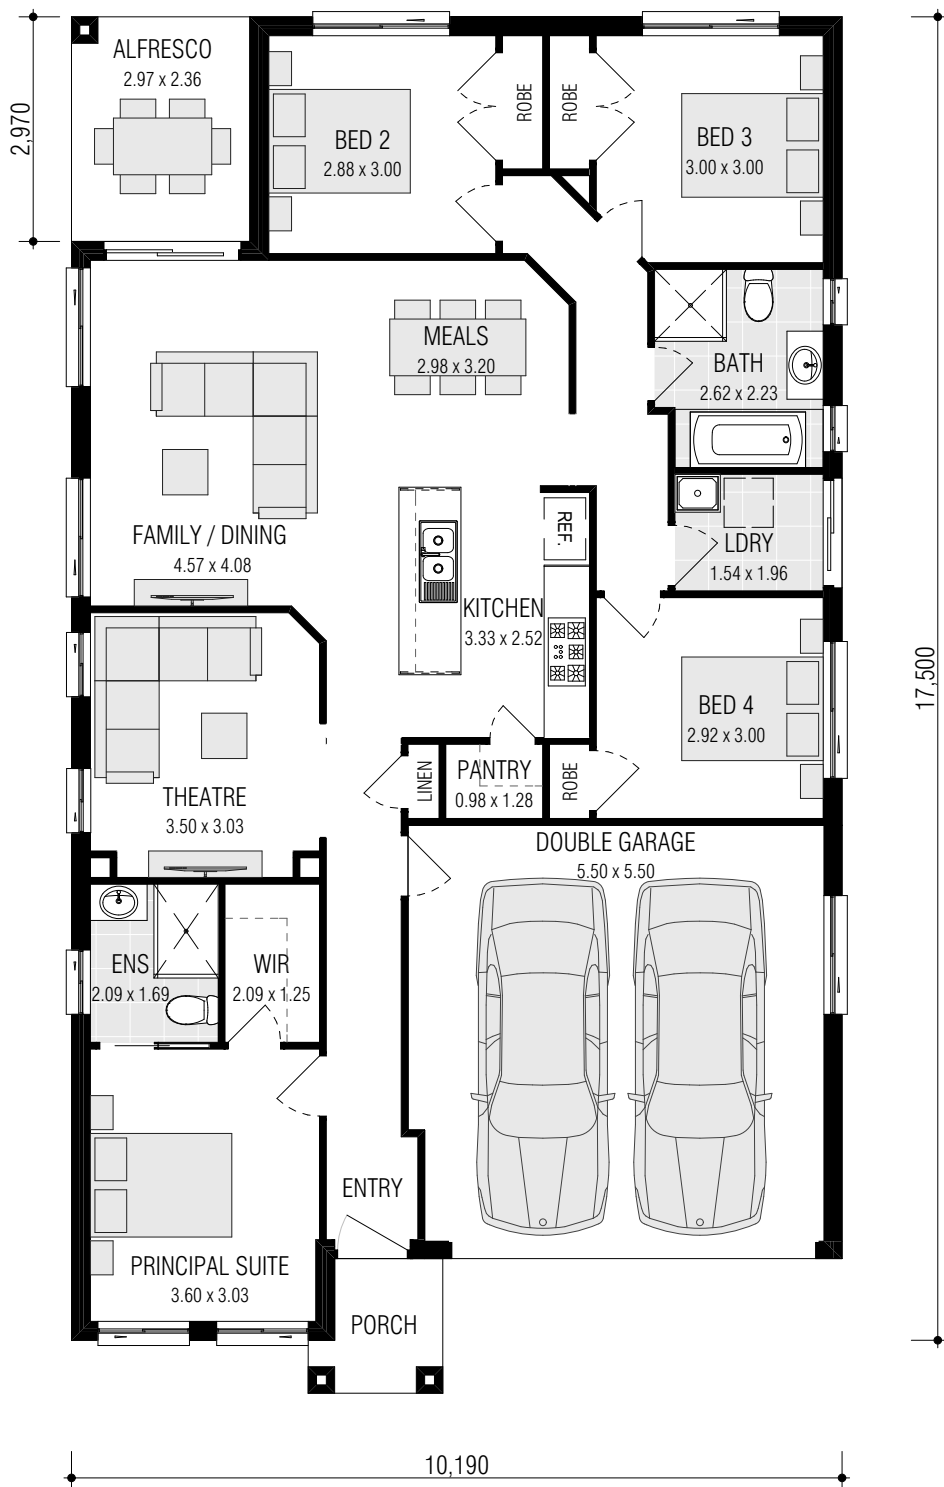 ALFRESCO
2.97 x 2.36
2,970
BED 2
2.88 x 3.00
ROBE
ROBE
BED 3
3.00 x 3.00
MEALS
2.98 x 3.20
BATH
2.62 x 2.23
FAMILY / DINING
4.57 x 4.08
REF.
LDRY
1.54 x 1.96
KITCHEN
3.33 x 2.52
17,500
BED 4
2.92 x 3.00
THEATRE
3.50 x 3.03
LINEN
PANTRY
0.98 x 1.28
ROBE
DOUBLE GARAGE
5.50 x 5.50
ENS
2.09 x 1.69
WIR
2.09 x 1.25
ENTRY
PRINCIPAL SUITE
3.60 x 3.03
PORCH
10,190